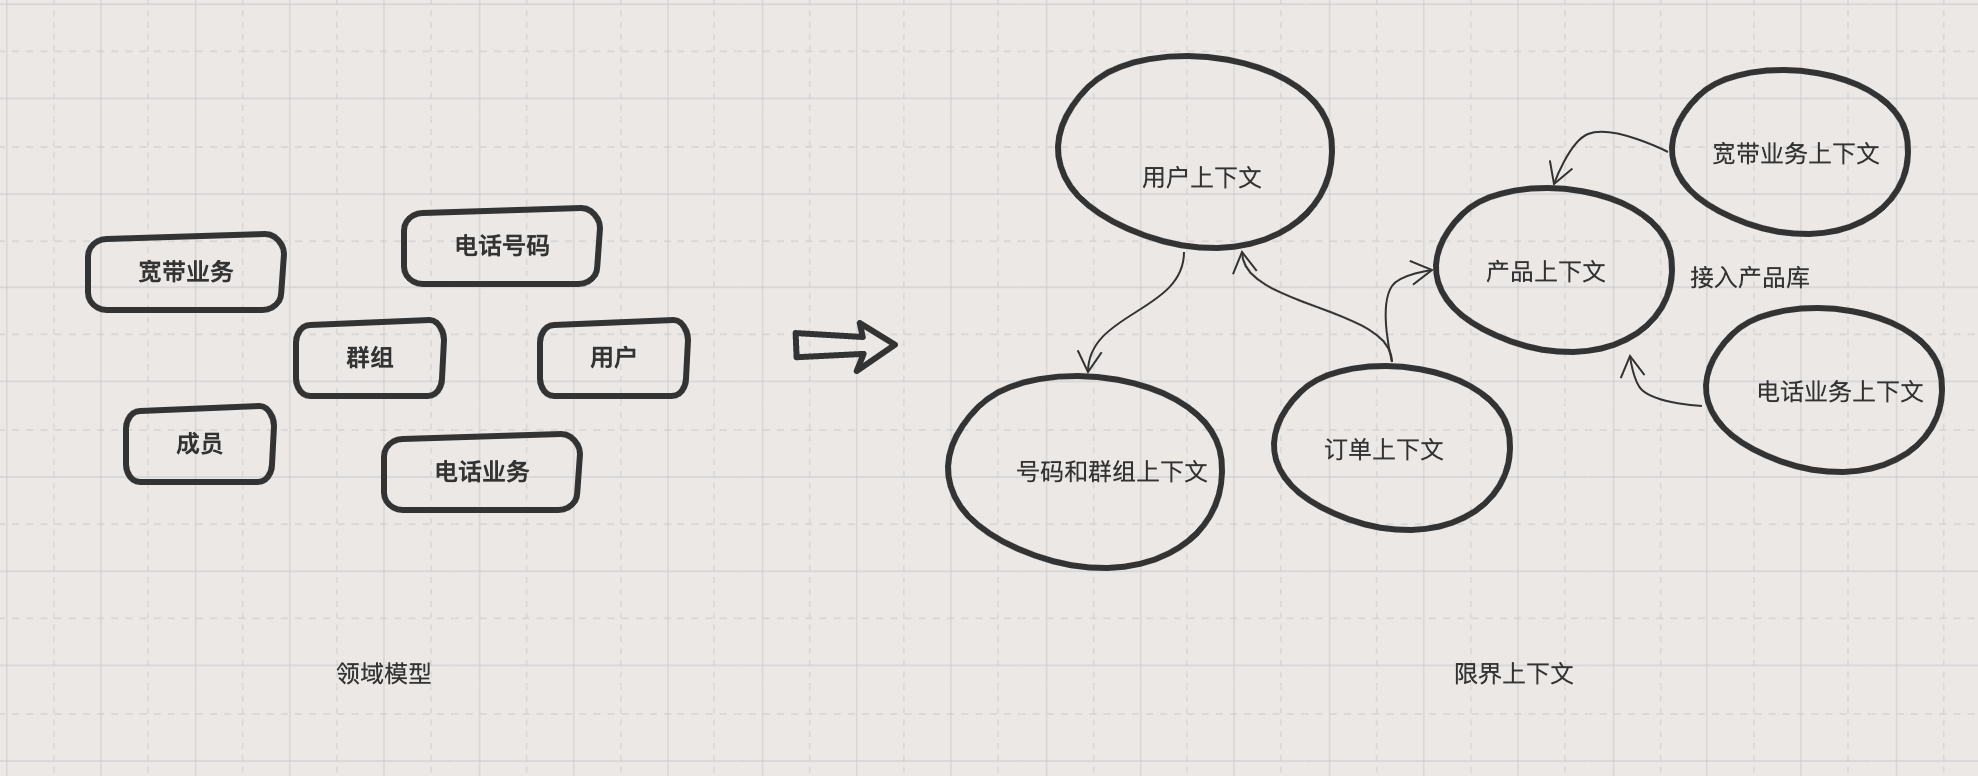 电话号码
宽带业务
群组
用户
成员
电话业务
领域模型
用户上下文
宽带业务上下文
产品上下文
接入产品库
电话业务上下文
订单上下文
号码和群组上下文
限界上下文